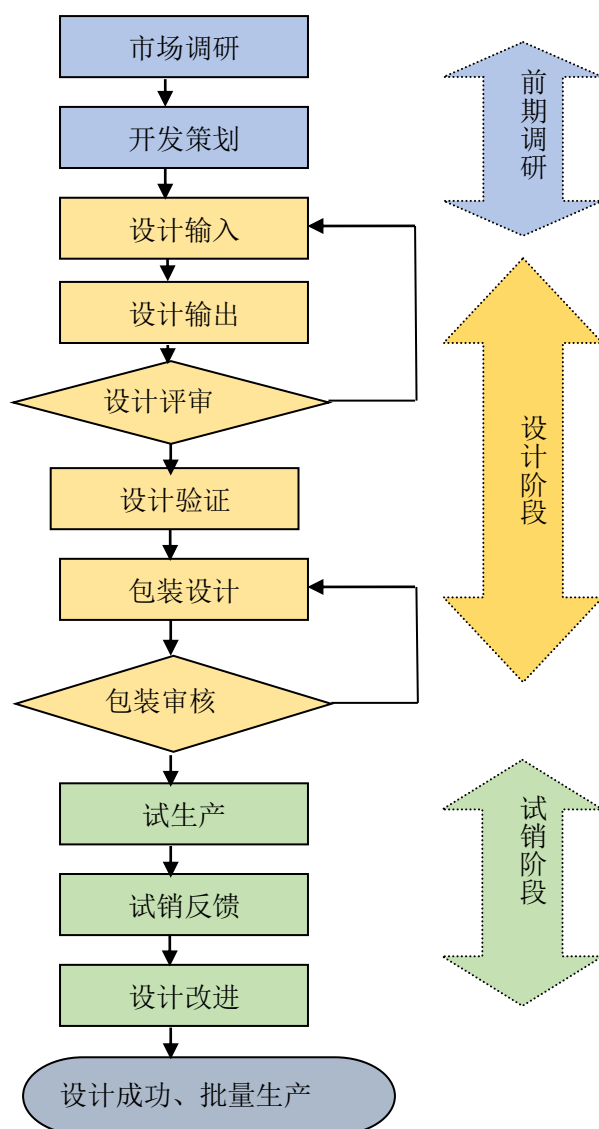 市场调研
开发策划
设计输入
设计输出
设计评审
设计验证
包装设计
包装审核
试生产
试销反馈
设计改进
设计成功、批量生产
前期调研
设计阶段
试销阶段